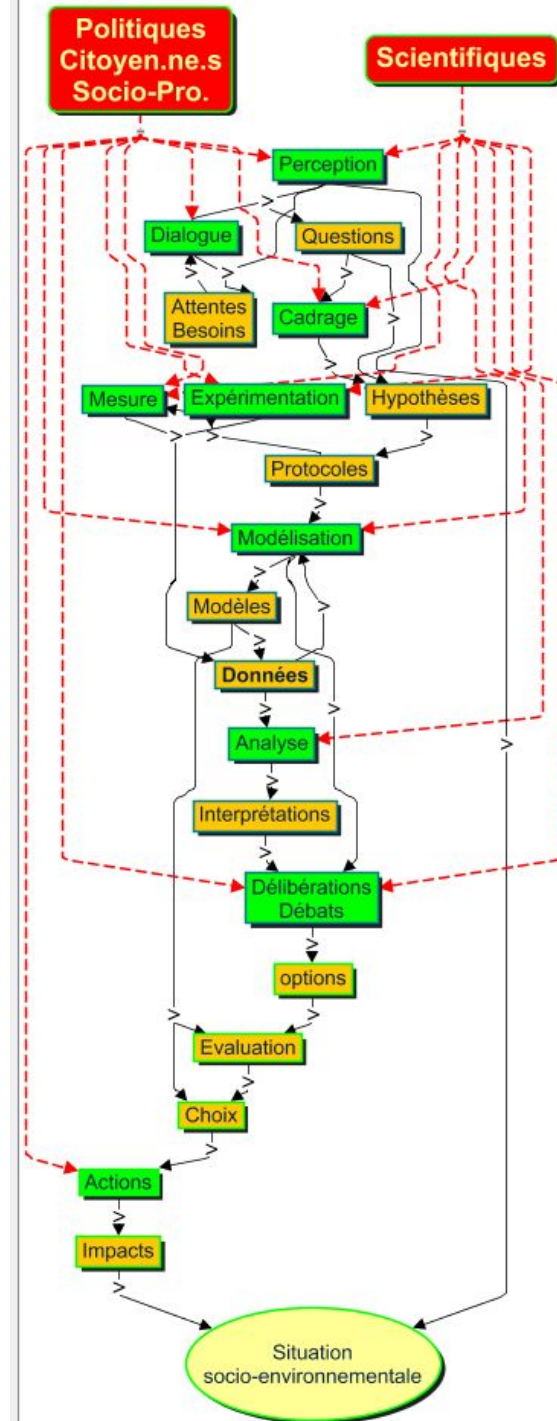 Politiques
Citoyen.ne.s
Socio-Pro.
Scientifiques
Perception
Dialogue
Questions
Attentes
Besoins
Cadrage
Mesure
Expérimentation
Hypothèses
Protocoles
Modélisation
Modèles
Données
Analyse
Interprétations
Délibérations
Débats
options
Evaluation
Choix
Actions
Impacts
Situation
socio-environnementale